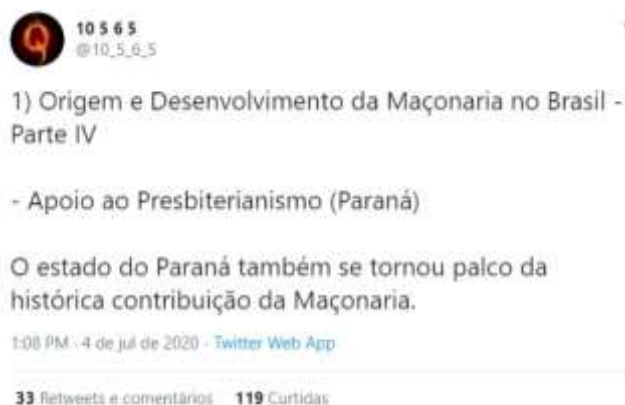 10 5 6 5
@10_5_6_5
1) Origem e Desenvolvimento da Maçonaria no Brasil -
Parte IV
- Apoio ao Presbiterianismo (Paraná)
O estado do Paraná também se tornou palco da
histórica contribuição da Maçonaria.
1:08 PM · 4 de jul de 2020 · Twitter Web App
33 Retweets e comentários 119 Curtidas